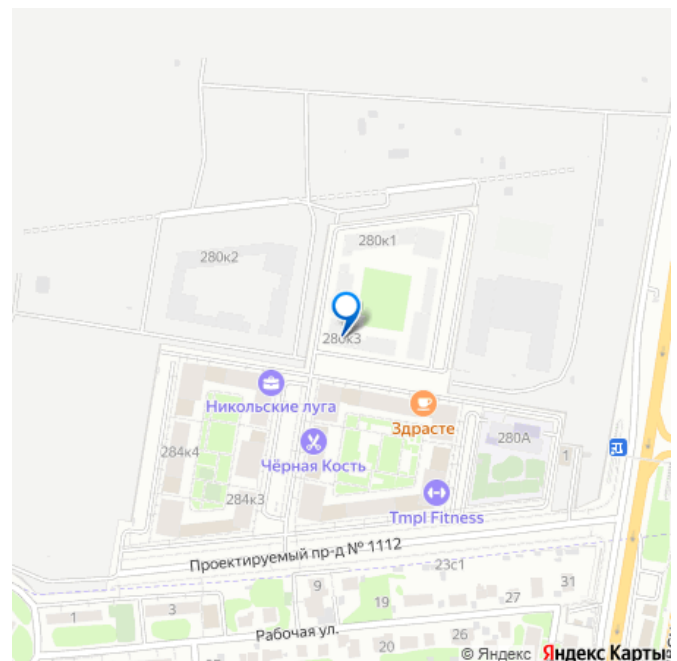 280к1
280к2
280к3
Никольские луга
Здрасте
280А
1
Чёрная Кость
284к4
284к3
Tmpl Fitness
Проектируемый пр-д № 1112
23с1
9
31
1
3
19
27
Рабочая ул.
26
20
© Яндекс Яндекс Карты